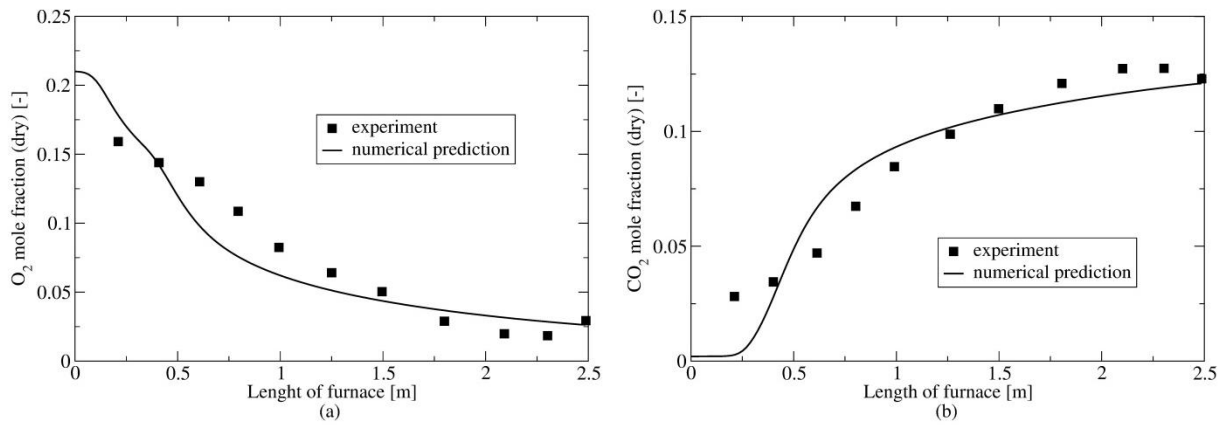 0.25
0.2
0.15
0.1
0.05
0
O2 mole fraction (dry) [-]
experiment
numerical prediction
0 0.5 1 1.5 2 2.5
Lenght of furnace [m]
(a)
0.15
0.1
0.05
0
CO2 mole fraction (dry) [-]
experiment
numerical prediction
0 0.5 1 1.5 2 2.5
Length of furnace [m]
(b)